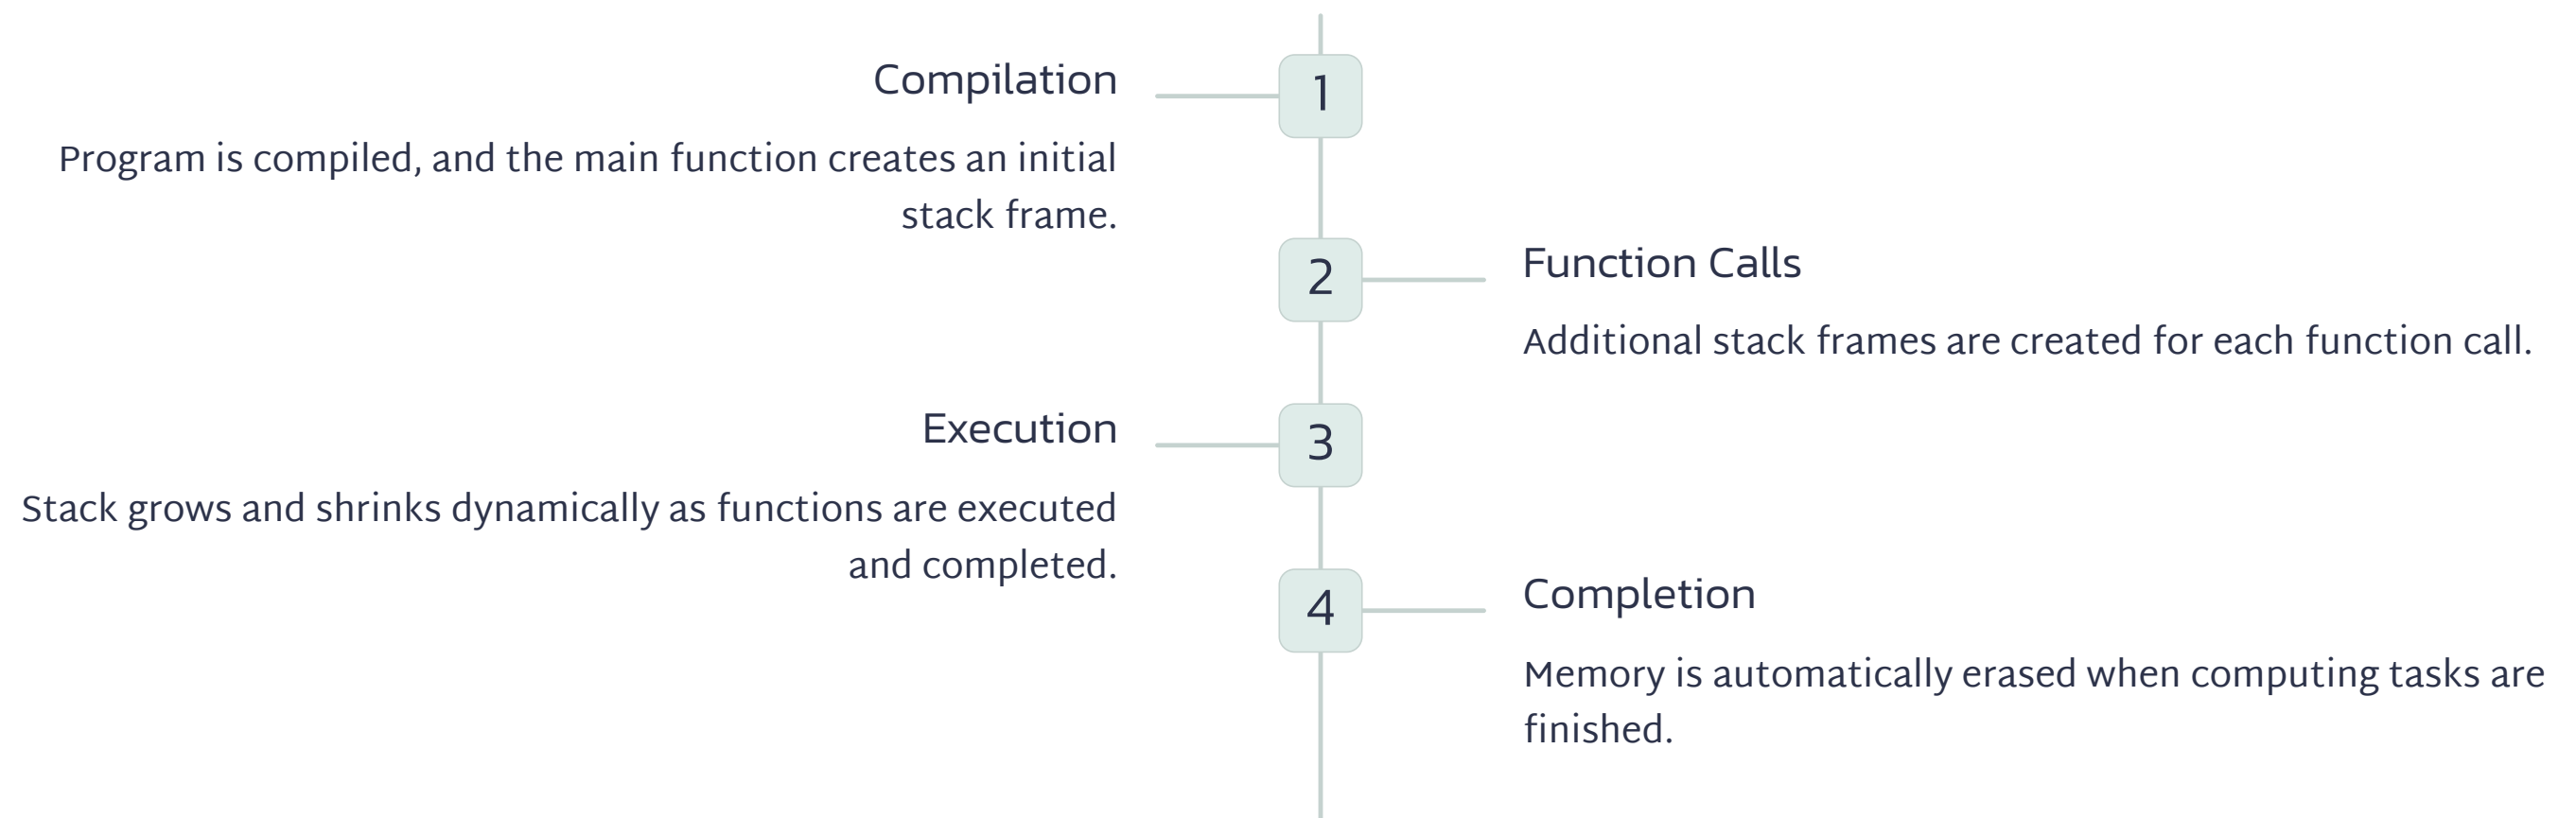 1
Compilation
Program is compiled, and the main function creates an initial
stack frame.
2
Function Calls
Additional stack frames are created for each function call.
3
Execution
Stack grows and shrinks dynamically as functions are executed
and completed.
4
Completion
Memory is automatically erased when computing tasks are
finished.